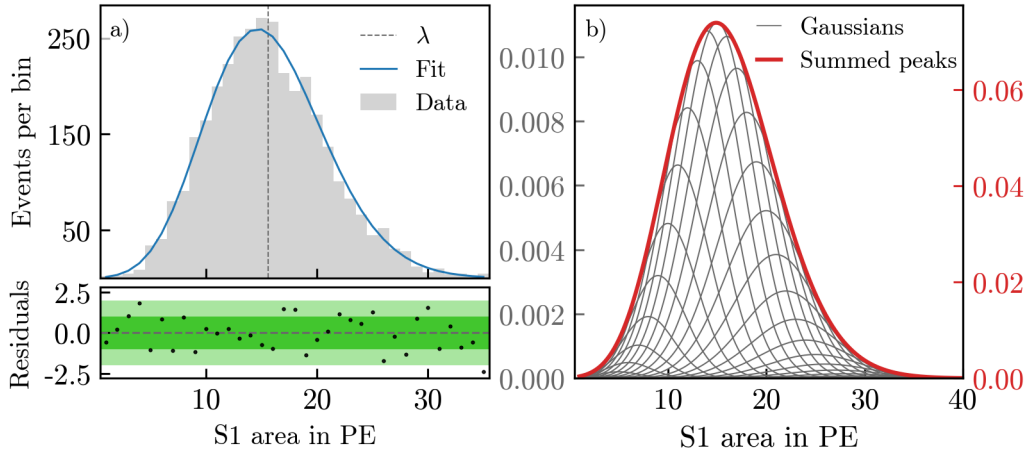 a)
λ
Fit
Data
Events per bin
250
150
50
Residuals
2.5
0.0
-2.5
10
20
30
S1 area in PE
b)
Gaussians
Summed peaks
0.010
0.008
0.006
0.004
0.002
0.000
0.06
0.04
0.02
0.00
10
20
30
40
S1 area in PE